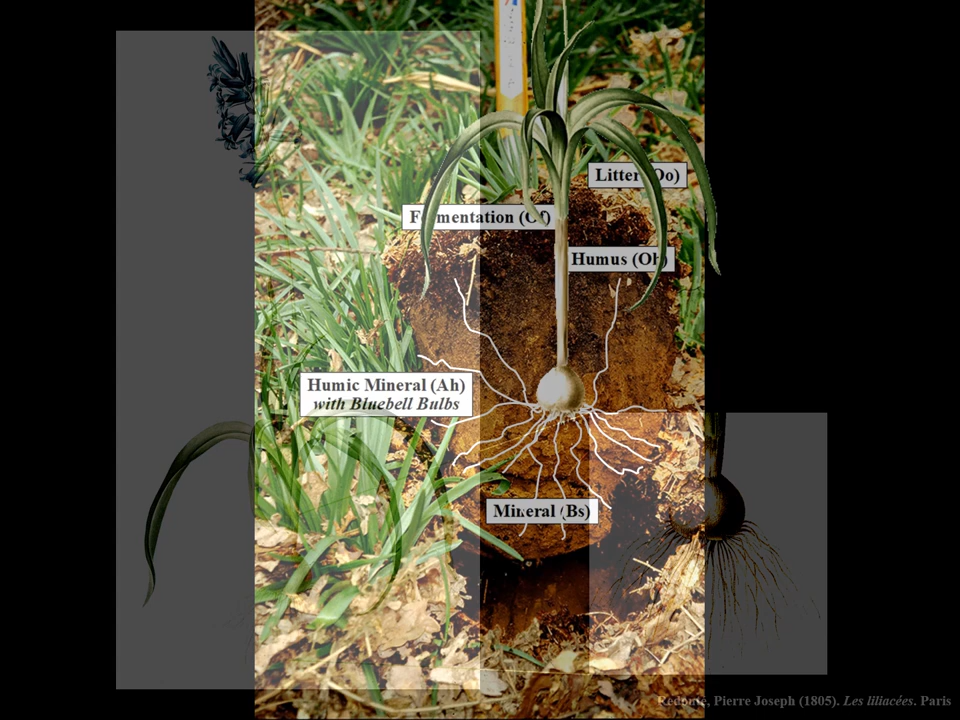 Litter (Oo)
Fermentation (Of)
Humus (Oh)
Humic Mineral (Ah)
with Bluebell Bulbs
Mineral (Bs)
Redoute, Pierre Joseph (1805). Les liliacées. Paris